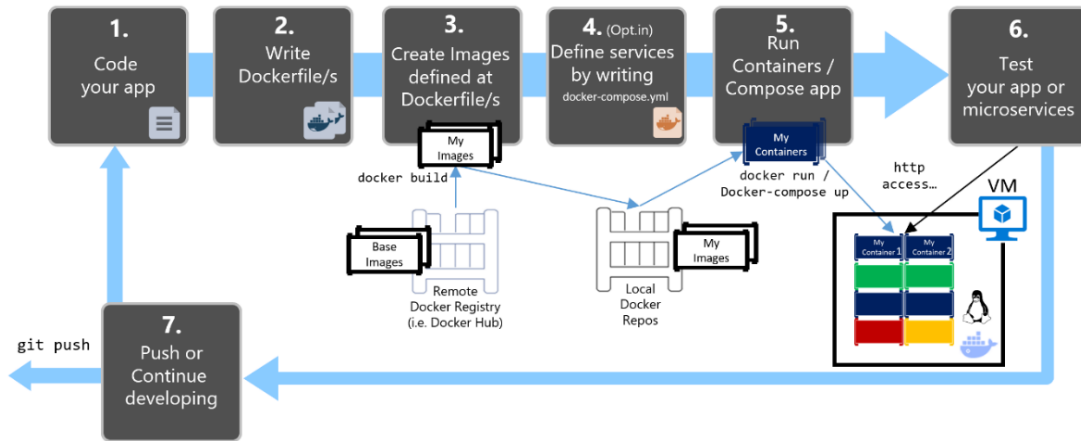 1.
Code
your app
2.
Write
Dockerfile/s
3.
Create Images
defined at
Dockerfile/s
My
Images
4. (Opt.in)
Define services
by writing
docker-compose.yml
5.
Run
Containers /
Compose app
My
Containers
6.
Test
your app or
microservices
docker build
docker run /
Docker-compose up
http
access…
VM
Base
Images
Remote
Docker Registry
(i.e. Docker Hub)
My
Images
Local
Docker
Repos
My
Container 1
My
Container 2
7.
Push or
Continue
developing
git push